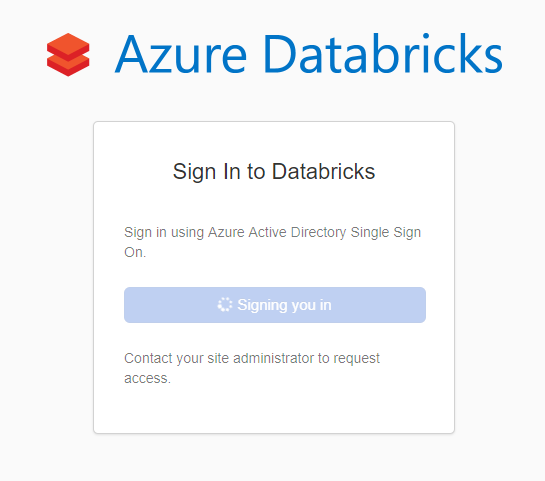 Azure Databricks
Sign In to Databricks
Sign in using Azure Active Directory Single Sign
On.
Signing you in
Contact your site administrator to request
access.